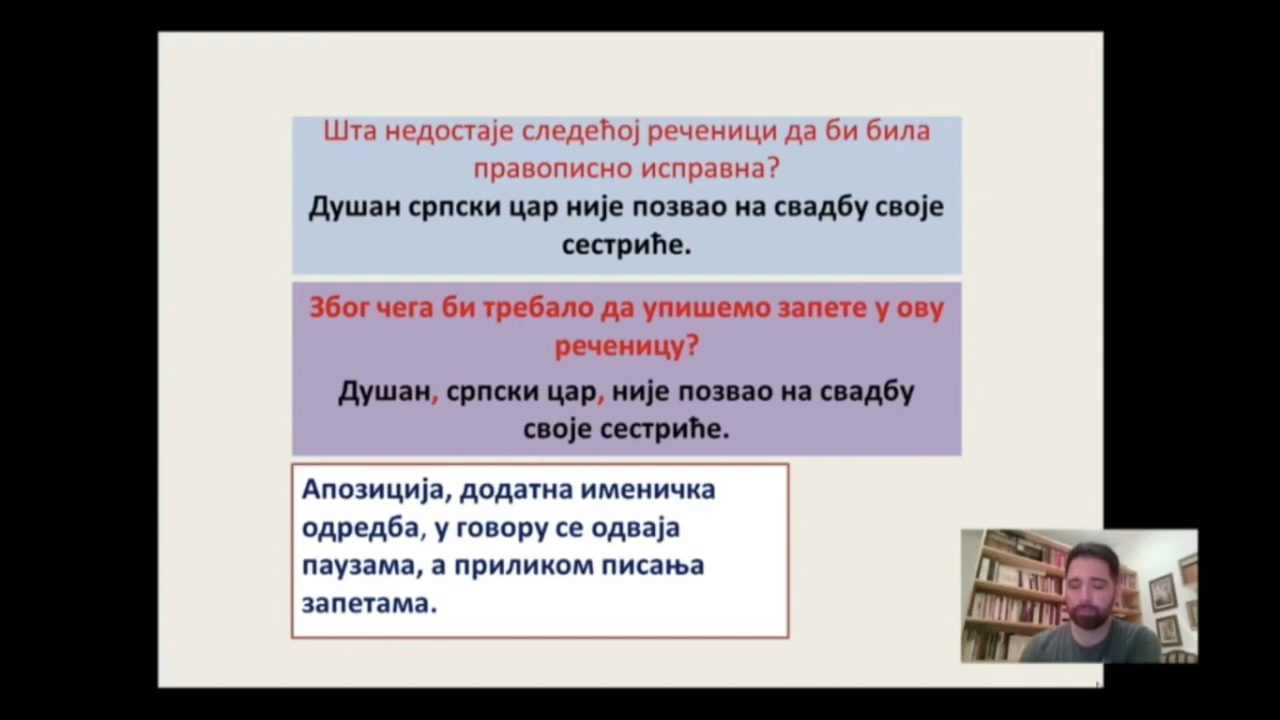 Шта недостаје следећој реченици да би била
правописно исправна?
Душан српски цар није позвао на свадбу своје
сестриће.
Због чега би требало да упишемо запете у ову
реченицу?
Душан, српски цар, није позвао на свадбу
своје сестриће.
Апозиција, додатна именичка
одредба, у говору се одваја
паузама, а приликом писања
запетама.